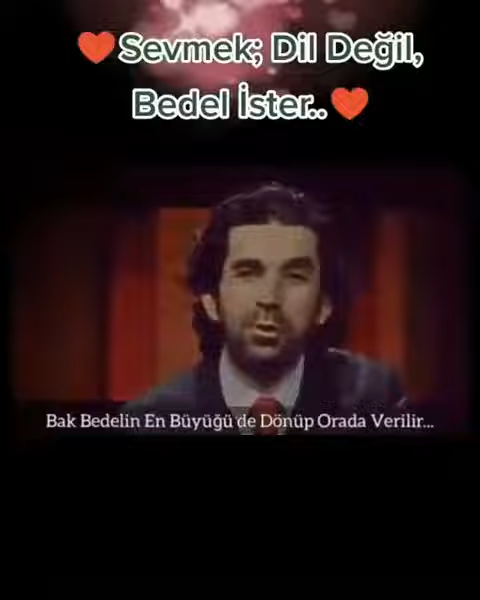 ❤️Sevmek; Dil Değil,
Bedel İster..❤️
Bak Bedelin En Büyüğü de Dönüp Orada Verilir...